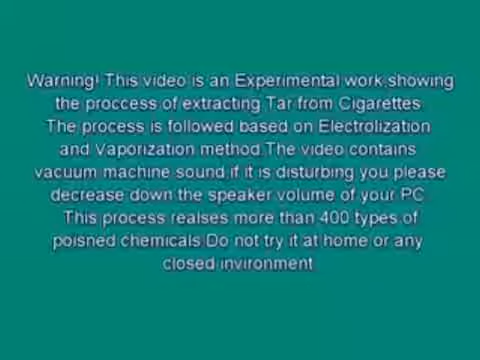 Warning! This video is an Experimental work,showing
the proccess of extracting Tar from Cigarettes
The process is followed based on Electrolization
and Vaporization method.The video contains
vacuum machine sound,if it is disturbing you please
decrease down the speaker volume of your PC.
This process realses more than 400 types of
poisned chemicals.Do not try it at home or any
closed invironment